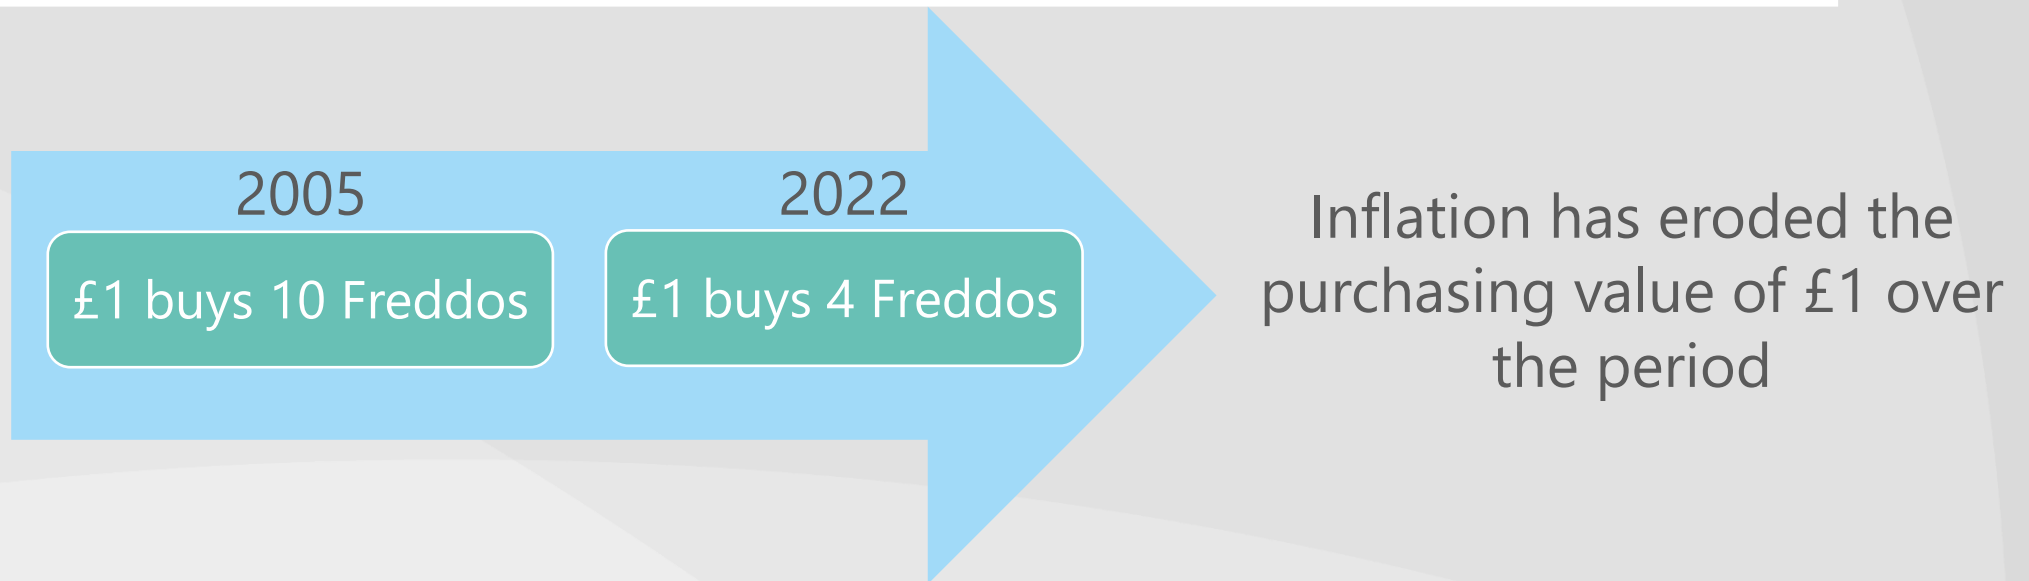 2005
2022
£1 buys 10 Freddos
£1 buys 4 Freddos
Inflation has eroded the
purchasing value of £1 over
the period